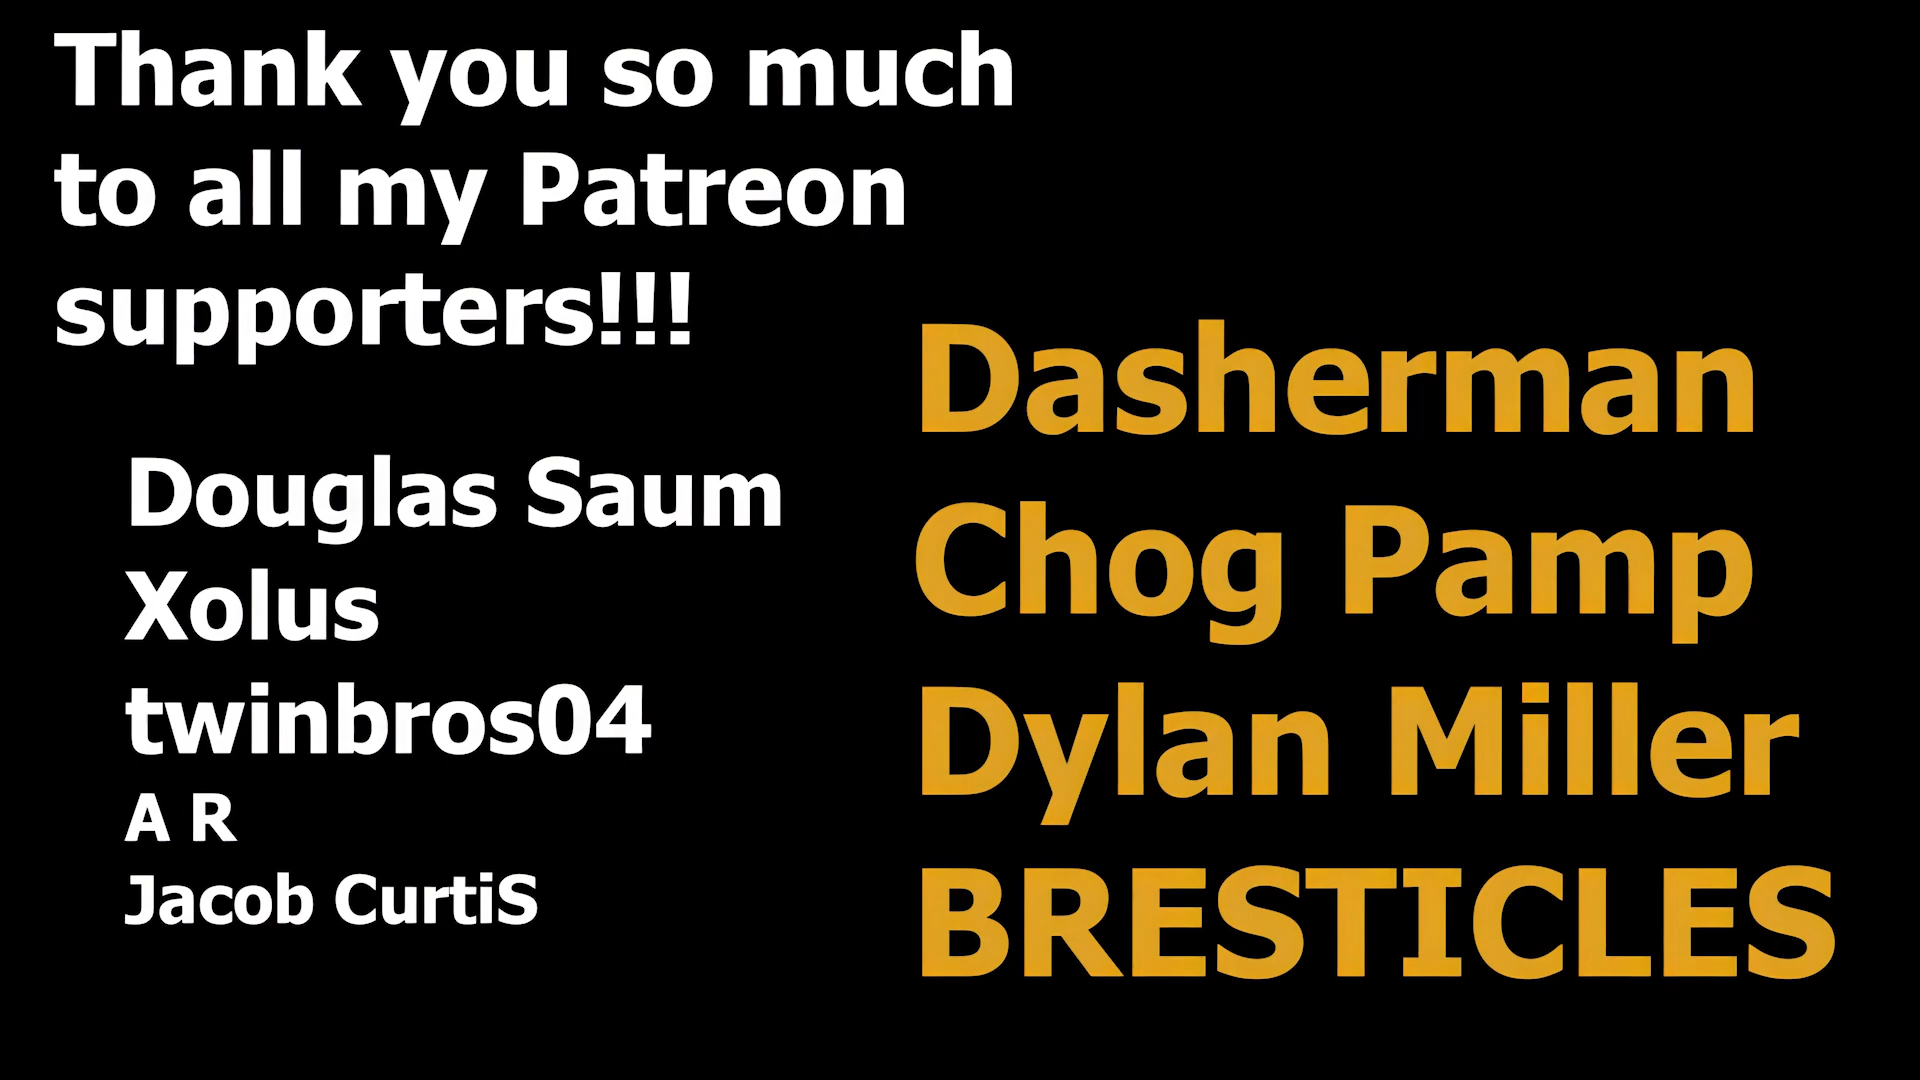 Thank you so much
to all my Patreon
supporters!!!
Douglas Saum
Xolus
twinbros04
A R
Jacob CurtiS
Dasherman
Chog Pamp
Dylan Miller
BRESTICLES